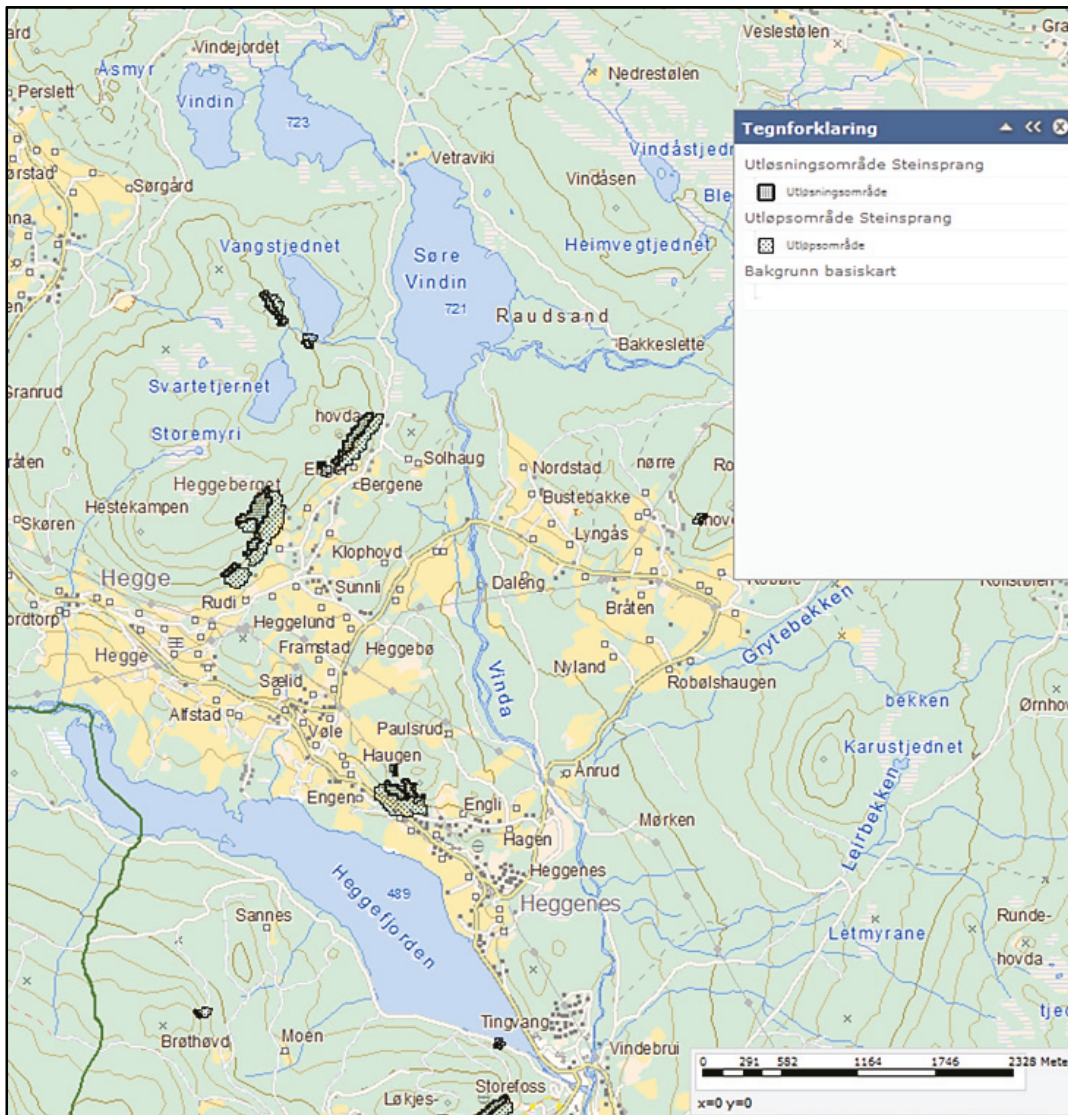 Vindejordet
Veslestølen
Åsmyr
Nedrestølen
Perslett
Vindin
723
Tegnforklaring
Utløsningsområde Steinsprang
Utløsningsområde
Utløpsområde Steinsprang
Utløpsområde
Bakgrunn basiskart
Vetraviki
Sørgård
Vindåsen
Heimvegtjednet
Vangstjednet
Søre
Vindin
721
Raudsand
Bakkeslette
Svartetjernet
hovda
Storemyri
Solhaug
Nordstad
nørre
Heggeberget
Bergene
Bustebakke
Hestekampen
Skøren
Lyngås
Klophovd
Hegge
Sunnli
Daleng
Rudi
Bråten
Grytebekken
Heggelund
Hegge
Framstad
Heggebø
Nyland
Vinda
Robølshaugen
Sælid
bekken
Alfstad
Vøle
Paulsrud
Karustjednet
Haugen
Anrud
Engen
Engli
Mørken
Leirbekken
Hagen
Heggenes
489
Heggenes
Heggefjorden
Sannes
Letmyrane
Runde-
hovda
Tingvang
Brøthøvd
Moen
Vindebrui
Storefoss
Løkjes-
0 291 582 1164 1746 2328 Mete
x=0 y=0